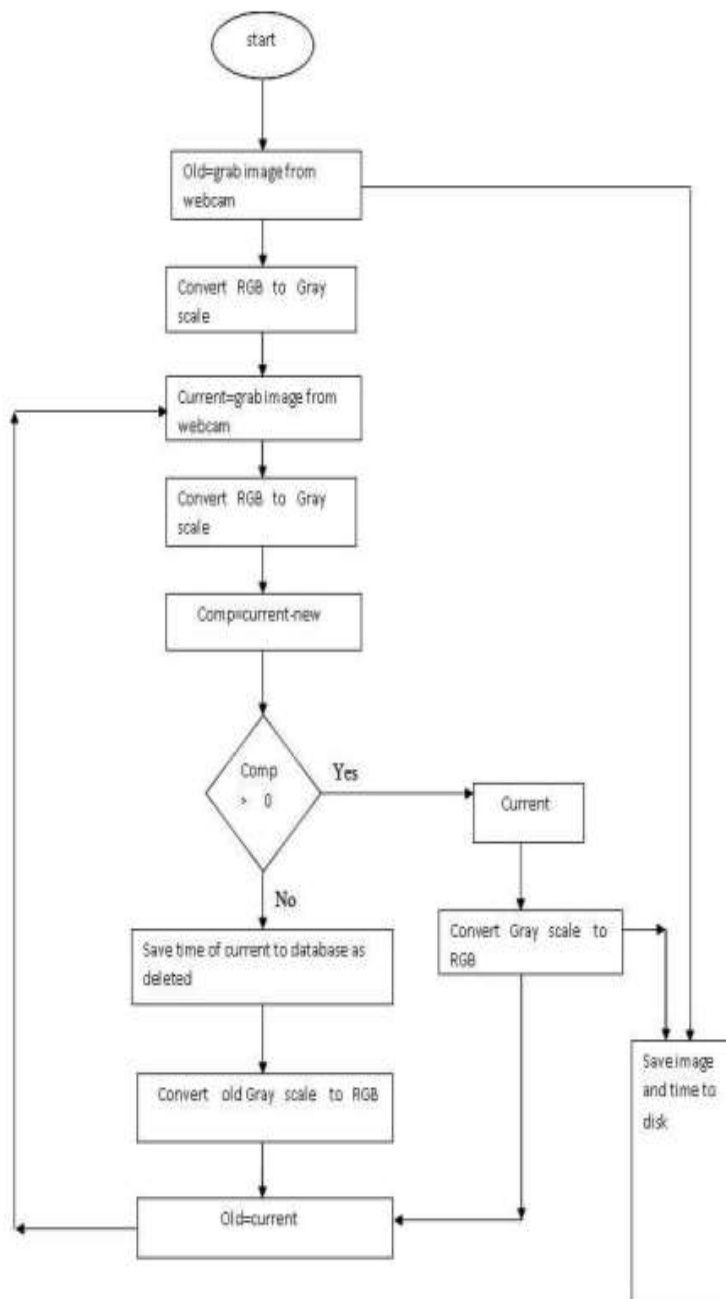 start
Old=grab image from
webcam
Convert RGB to Gray
scale
Current=grab image from
webcam
Convert RGB to Gray
scale
Comp=current-new
Comp
> 0
Yes
Current
No
Save time of current to database as
deleted
Convert Gray scale to
RGB
Save image
and time to
disk
Convert old Gray scale to RGB
Old=current